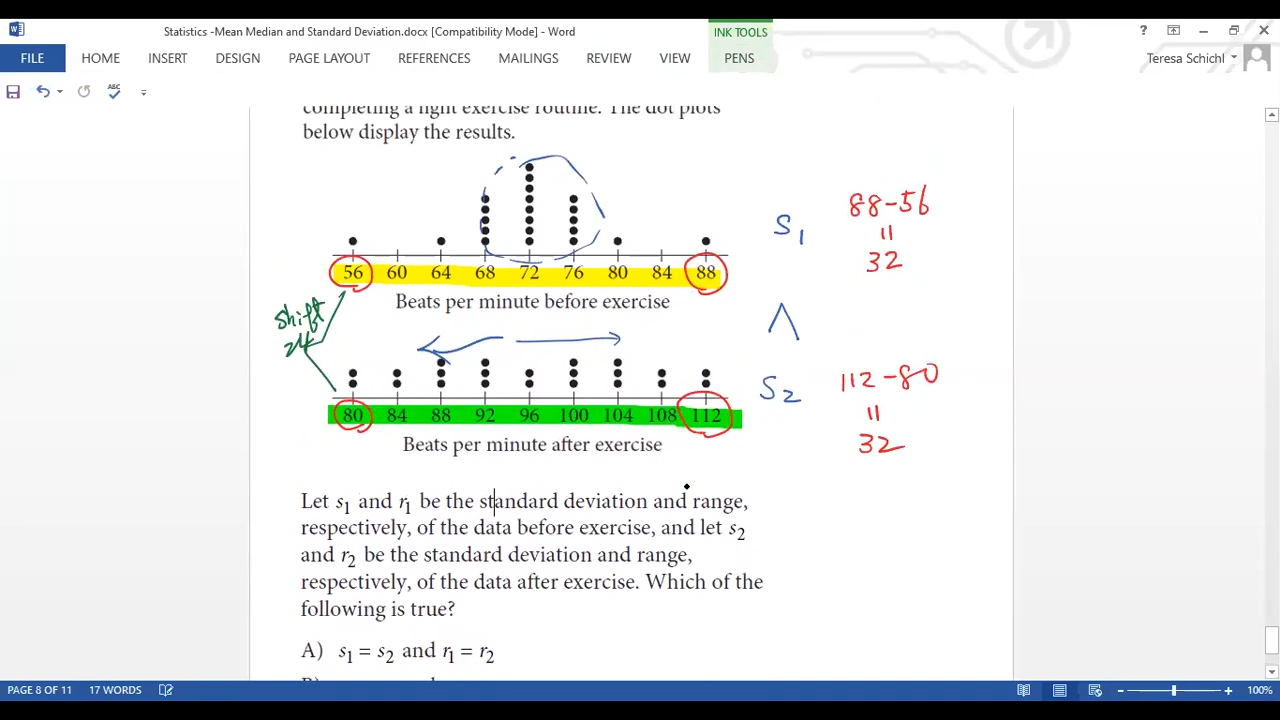 Statistics -Mean Median and Standard Deviation.docx [Compatibility Mode] - Word
INK TOOLS
?
FILE
HOME
INSERT
DESIGN
PAGE LAYOUT
REFERENCES
MAILINGS
REVIEW
VIEW
PENS
Teresa Schichl
ABC
completing a light exercise routine. The dot plots
below display the results.
56 60 64 68 72 76 80 84 88
Beats per minute before exercise
S1
88-56
11
32
shift
24
<
80 84 88 92 96 100 104 108 112
Beats per minute after exercise
S2
112-80
11
32
Let s1 and r1 be the standard deviation and range,
respectively, of the data before exercise, and let s2
and r2 be the standard deviation and range,
respectively, of the data after exercise. Which of the
following is true?
A) s1 = s2 and r1 = r2
PAGE 8 OF 11
17 WORDS
100%